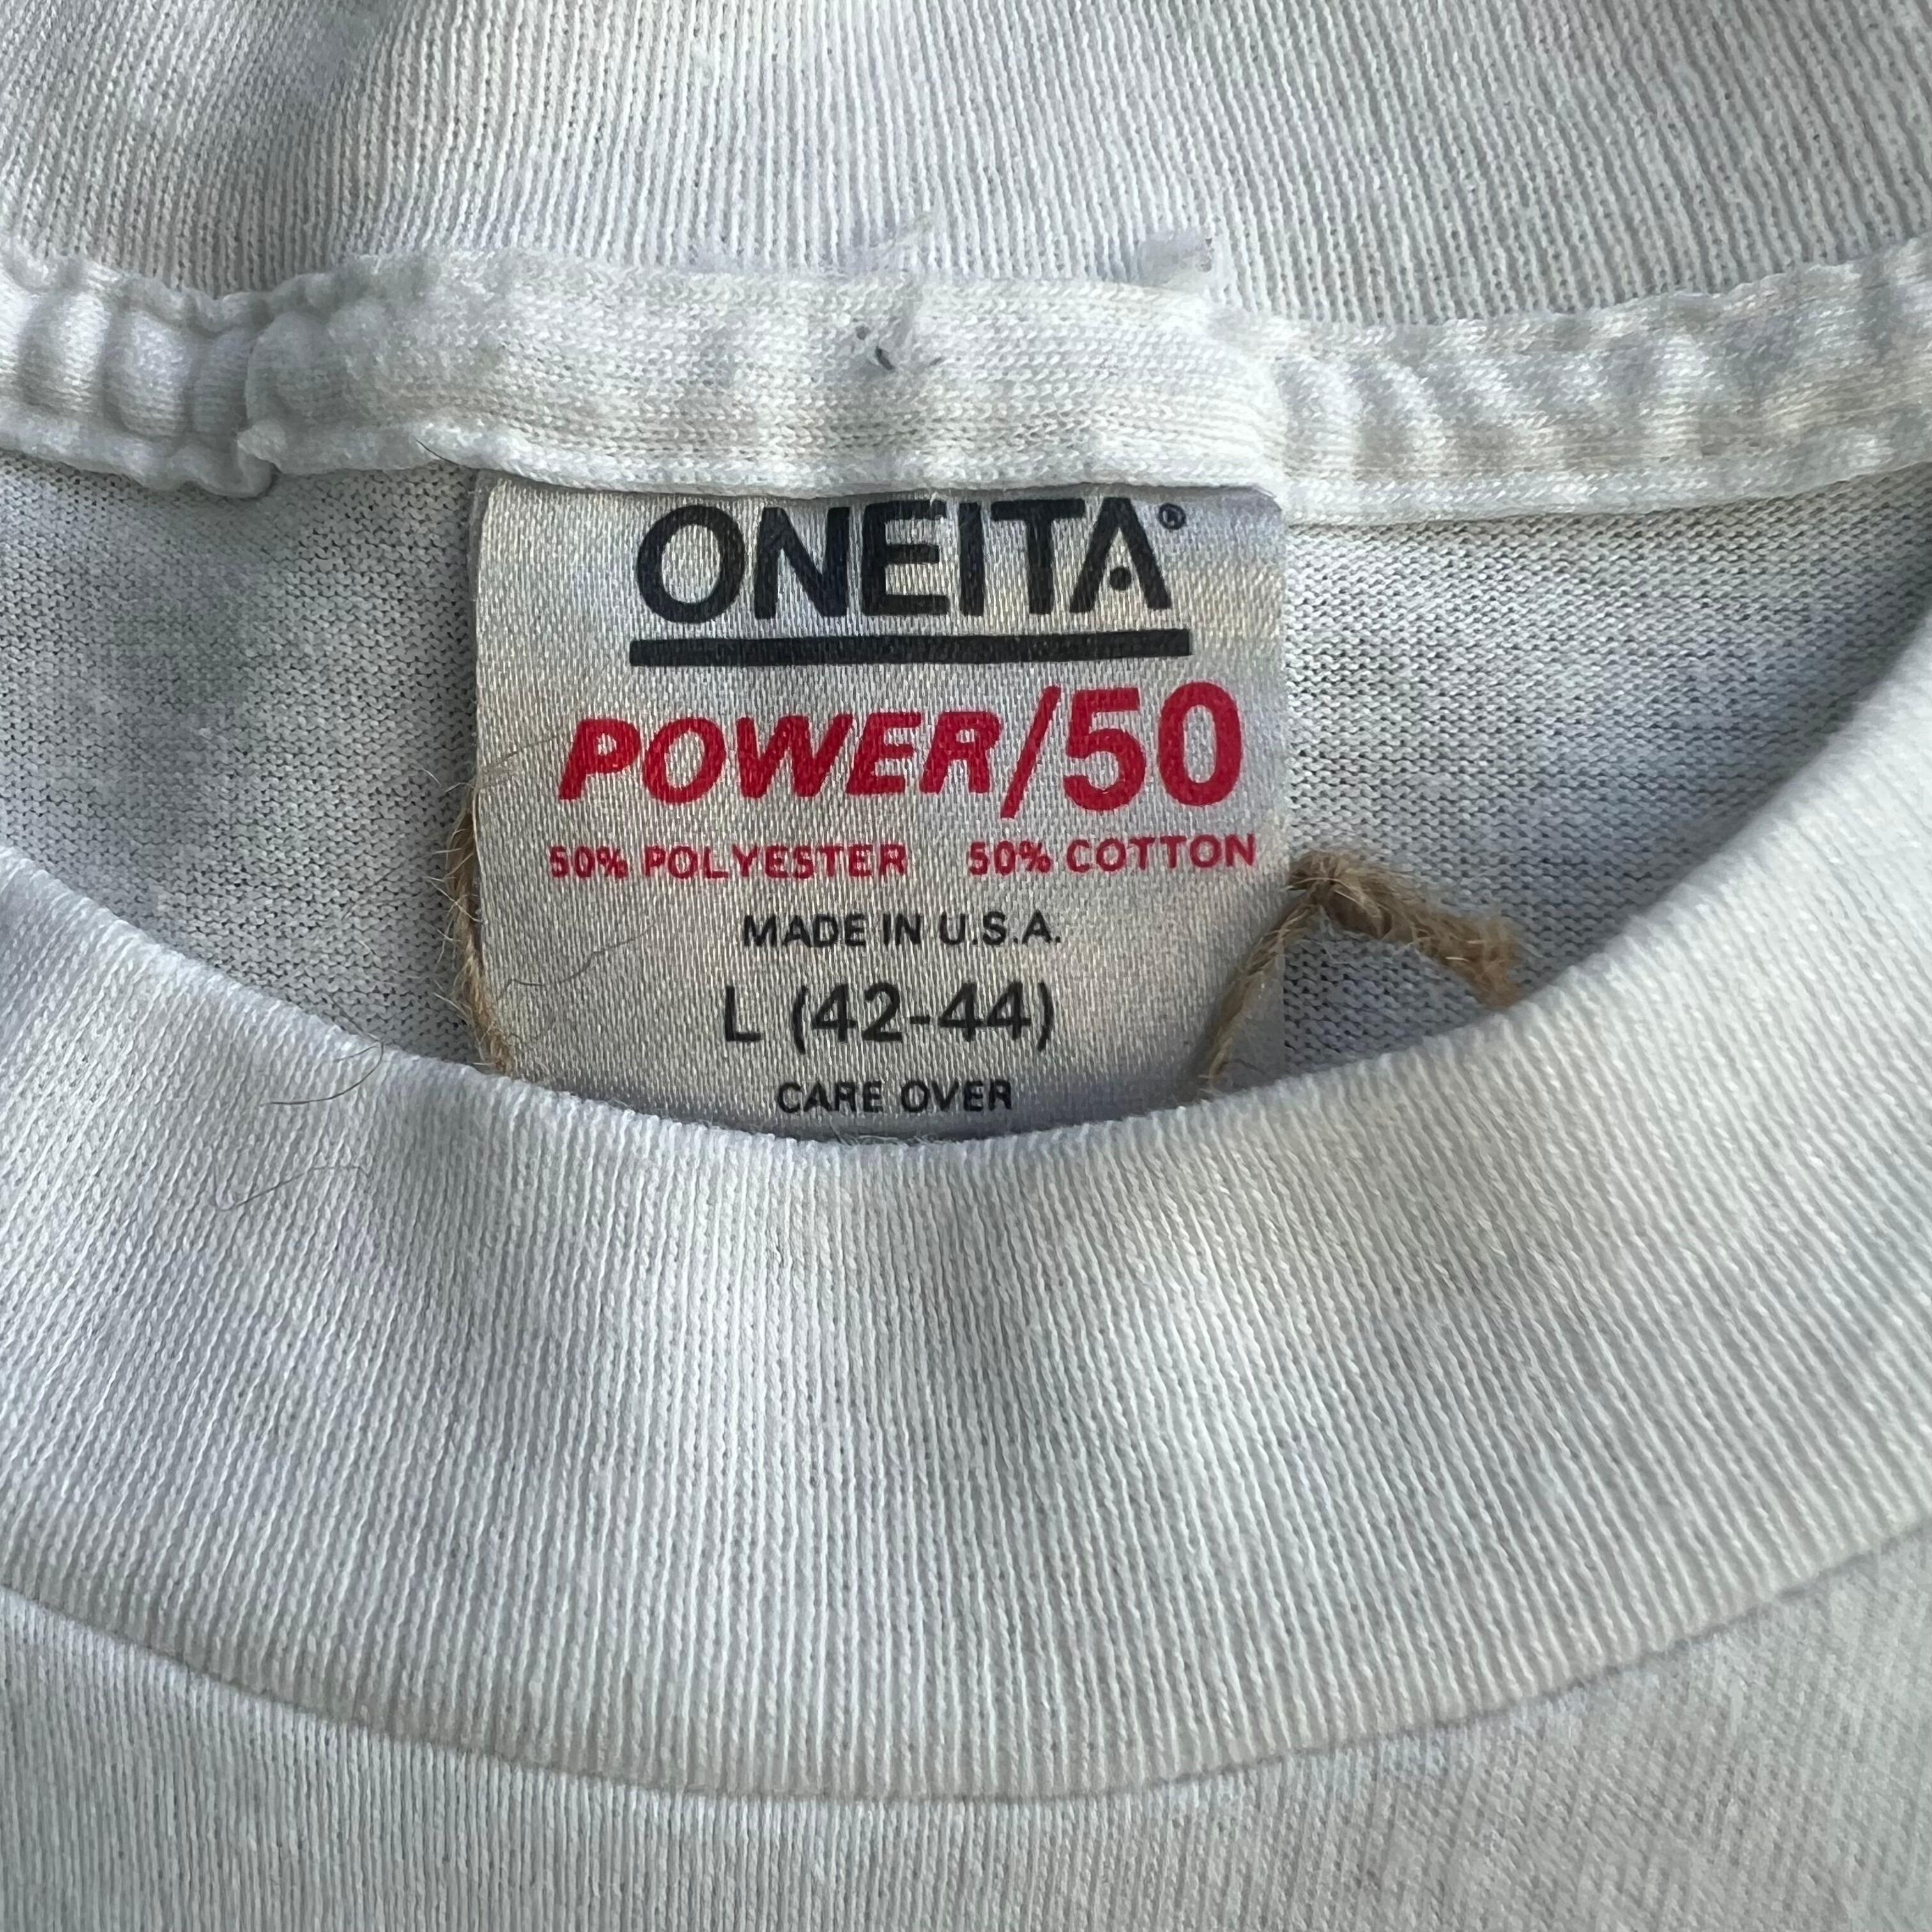 ONEITA®
POWER/50
50% POLYESTER 50% COTTON
MADE IN U.S.A.
L (42-44)
CARE OVER